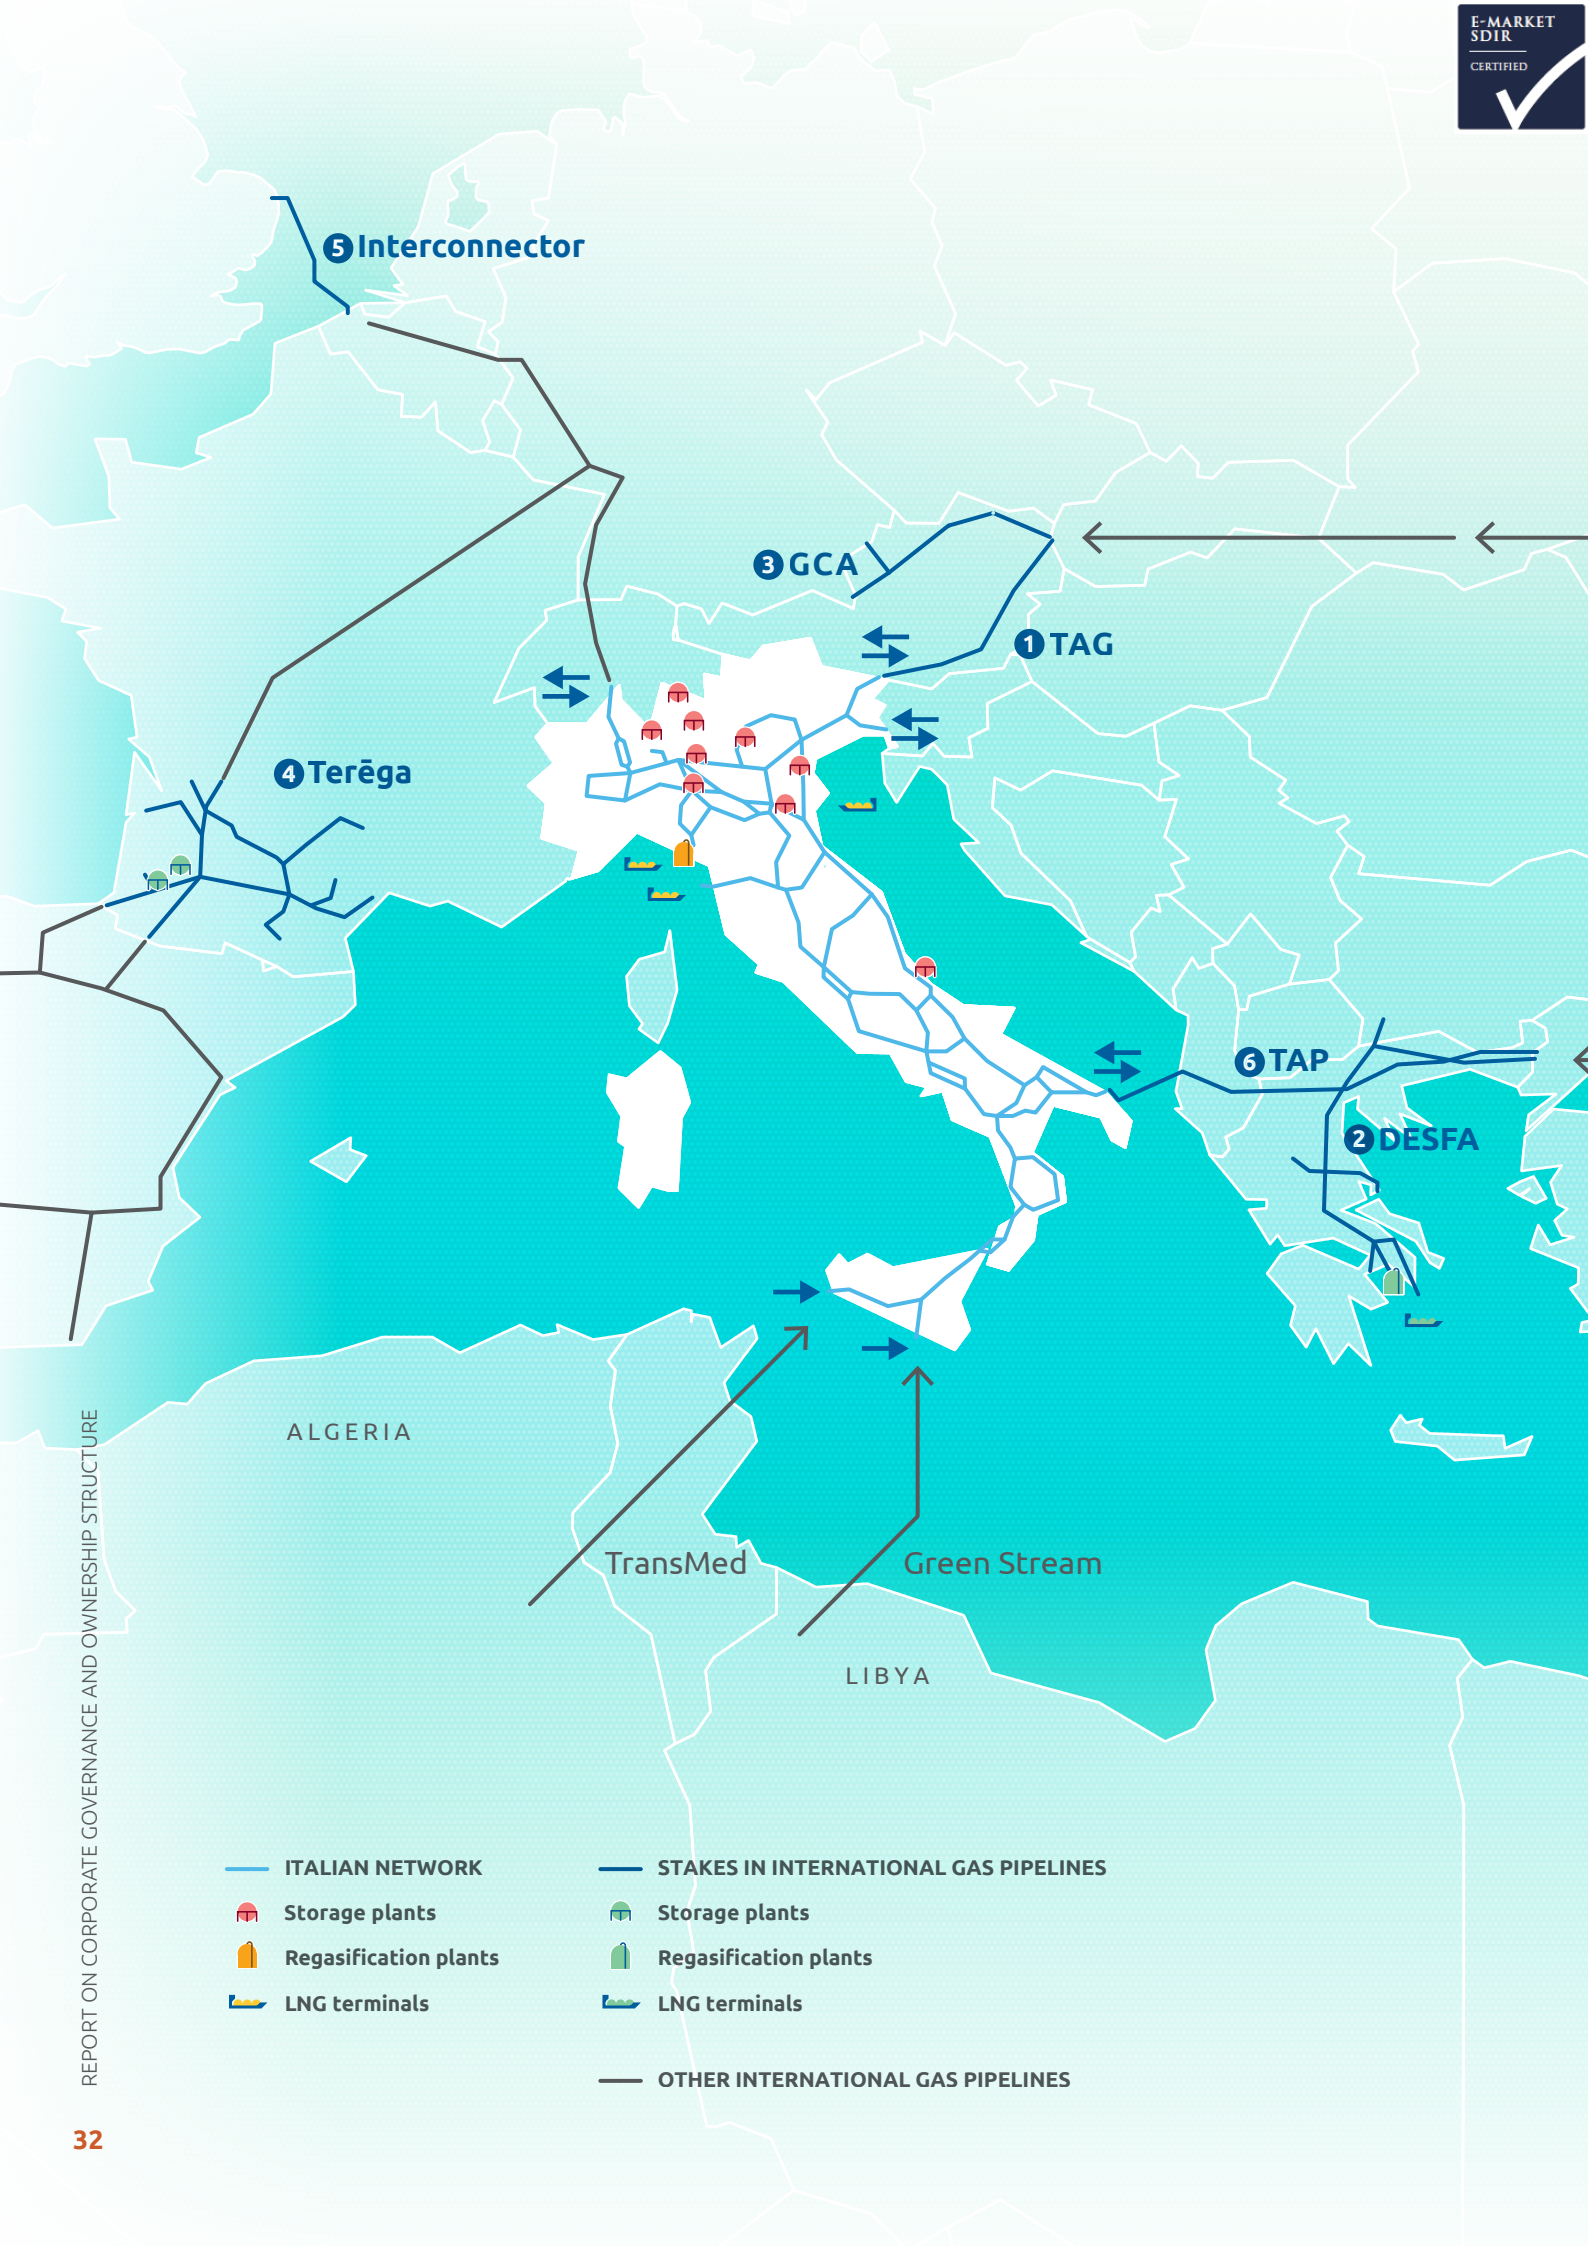 E-MARKET
SDIR
CERTIFIED
5 Interconnector
3 GCA
1 TAG
4 Terēga
6 TAP
2 DESFA
ALGERIA
TransMed
Green Stream
LIBYA
ITALIAN NETWORK
Storage plants
Regasification plants
LNG terminals
STAKES IN INTERNATIONAL GAS PIPELINES
Storage plants
Regasification plants
LNG terminals
OTHER INTERNATIONAL GAS PIPELINES
REPORT ON CORPORATE GOVERNANCE AND OWNERSHIP STRUCTURE
32